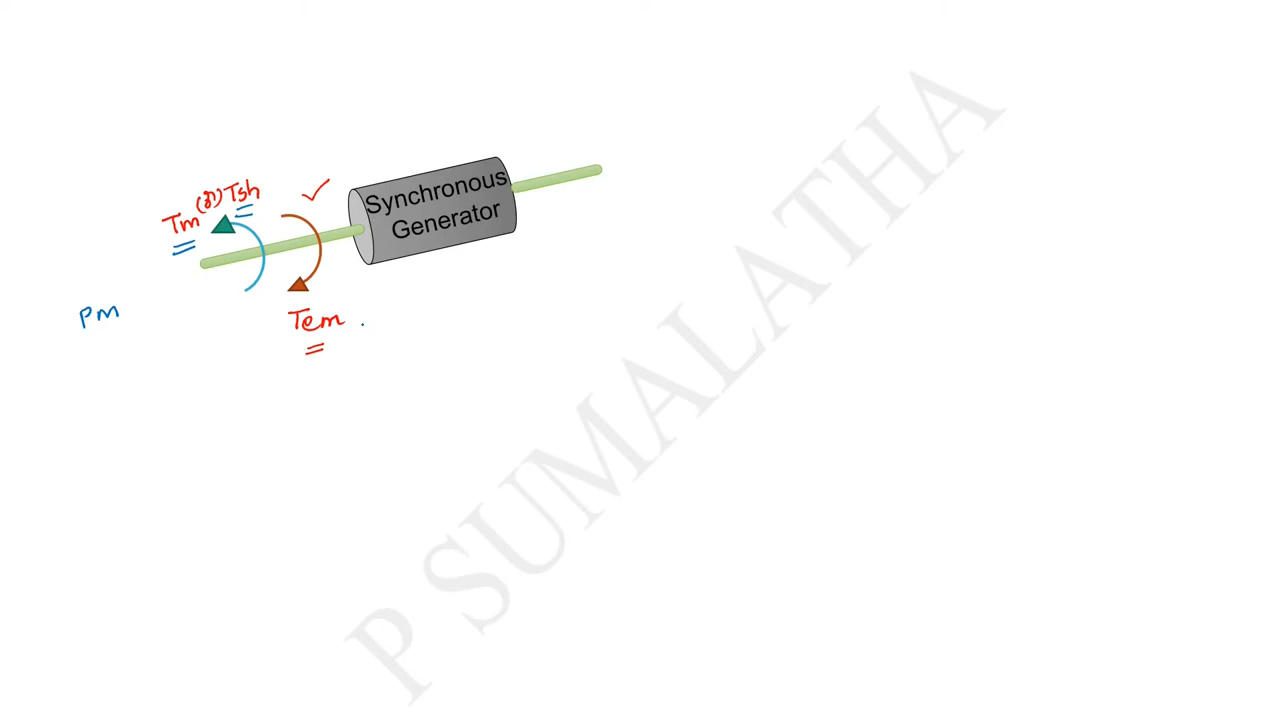 Tm (or) Tsh
Synchronous
Generator
Pm
Tem
P SUMALATHA